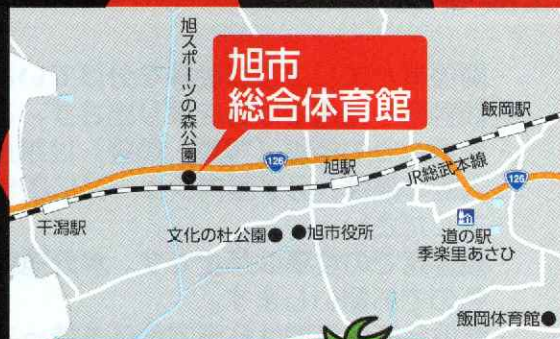 旭スポーツの森公園
旭市
総合体育館
飯岡駅
126
旭駅
JR総武本線
126
干潟駅
文化の杜公園
旭市役所
道の駅
季楽里あさひ
飯岡体育館